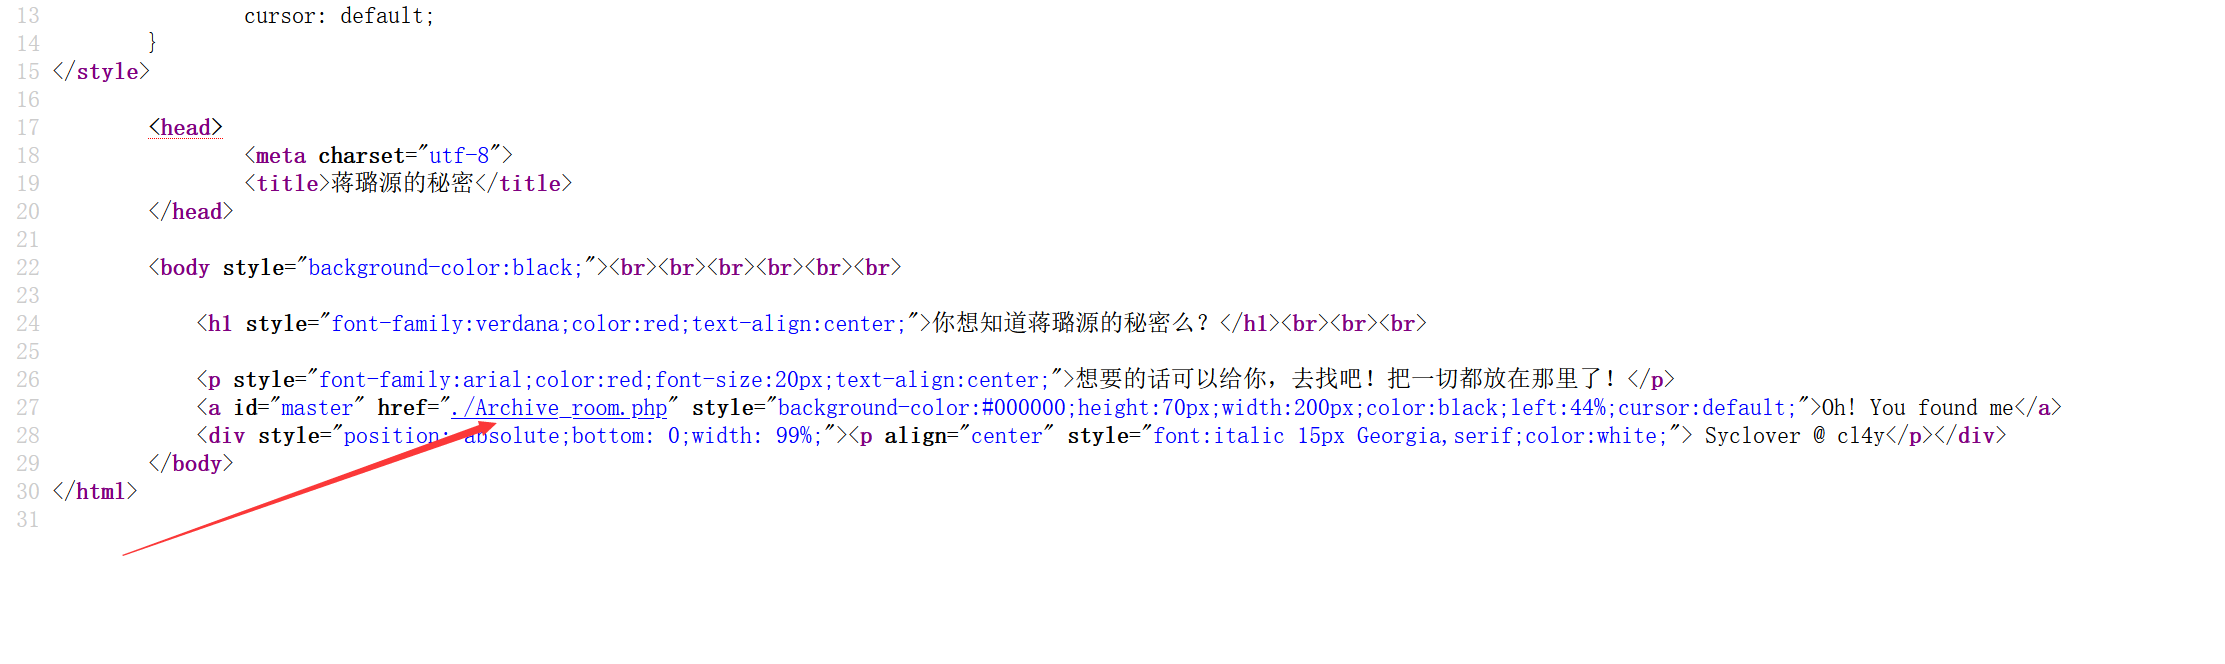 13 cursor: default;
14 }
15 </style>
16
17 <head>
18 <meta charset="utf-8">
19 <title>蒋璐源的秘密</title>
20 </head>
21
22 <body style="background-color:black;"><br><br><br><br><br><br>
23
24 <h1 style="font-family:verdana;color:red;text-align:center;">你想知道蒋璐源的秘密么？</h1><br><br><br>
25
26 <p style="font-family:arial;color:red;font-size:20px;text-align:center;">想要的话可以给你，去找吧！把一切都放在那里了！</p>
27 <a id="master" href="./Archive_room.php" style="background-color:#000000;height:70px;width:200px;color:black;left:44%;cursor:default;">Oh! You found me</a>
28 <div style="position: absolute;bottom: 0;width: 99%;"><p align="center" style="font:italic 15px Georgia,serif;color:white;"> Syclover @ cl4y</p></div>
29 </body>
30 </html>
31